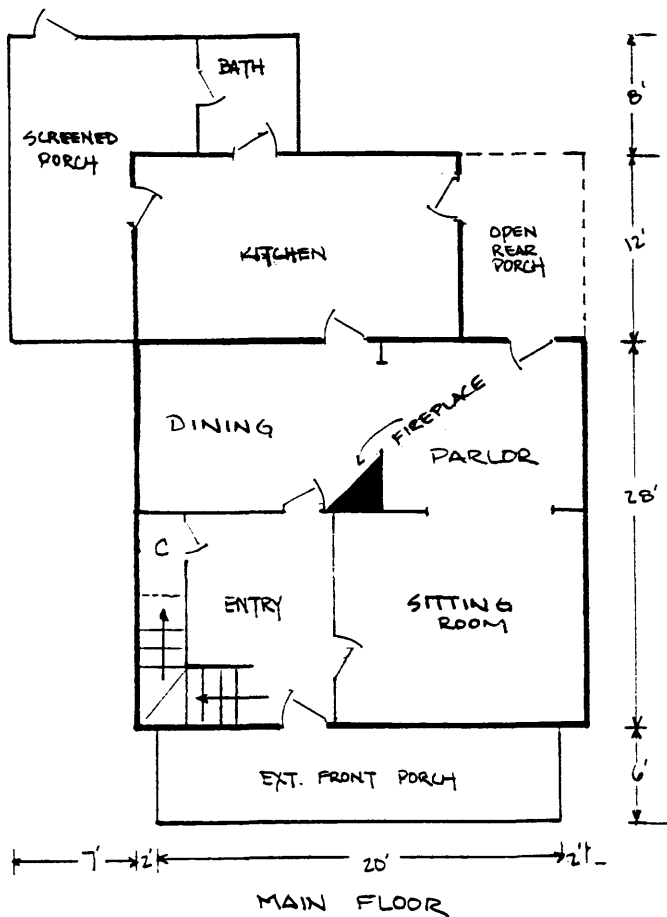 BATH
8'
SCREENED
PORCH
KITCHEN
OPEN
REAR
PORCH
12'
DINING
FIREPLACE
PARLOR
28'
C
ENTRY
SITTING
ROOM
EXT. FRONT PORCH
6'
7'
2'
20'
2'
MAIN FLOOR